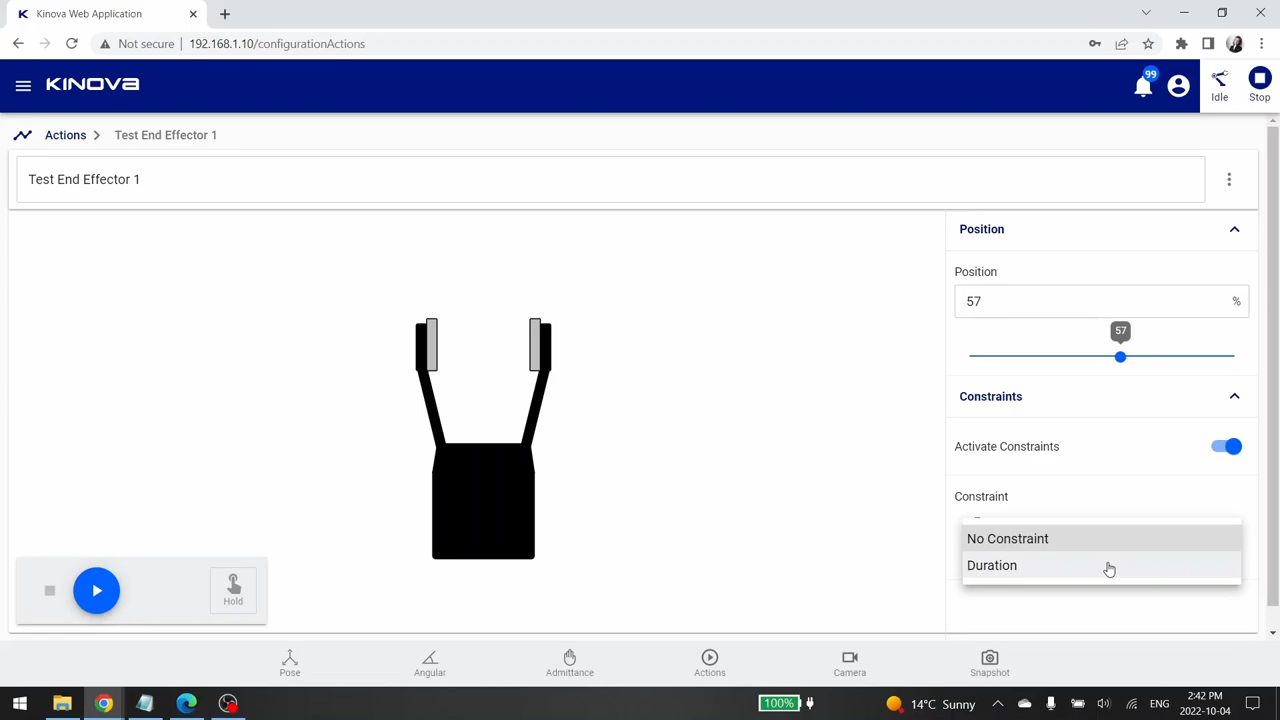 Kinova Web Application
Not secure 192.168.1.10/configurationActions
KINOVA
99
Idle
Stop
Actions
Test End Effector 1
Test End Effector 1
Position
Position
57
%
57
Constraints
Activate Constraints
Constraint
No Constraint
Duration
Hold
Pose
Angular
Admittance
Actions
Camera
Snapshot
100%
14°C Sunny
ENG
2:42 PM
2022-10-04